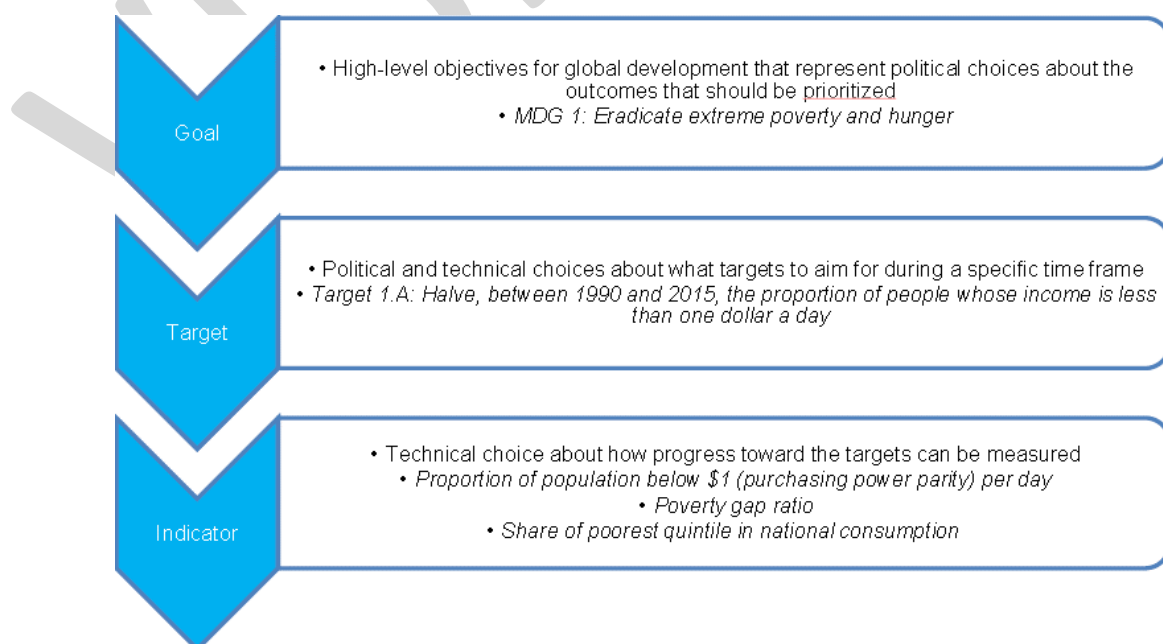 • High-level objectives for global development that represent political choices about the
outcomes that should be prioritized
• MDG 1: Eradicate extreme poverty and hunger
Goal
• Political and technical choices about what targets to aim for during a specific time frame
• Target 1.A: Halve, between 1990 and 2015, the proportion of people whose income is less
than one dollar a day
Target
• Technical choice about how progress toward the targets can be measured
• Proportion of population below $1 (purchasing power parity) per day
• Poverty gap ratio
• Share of poorest quintile in national consumption
Indicator